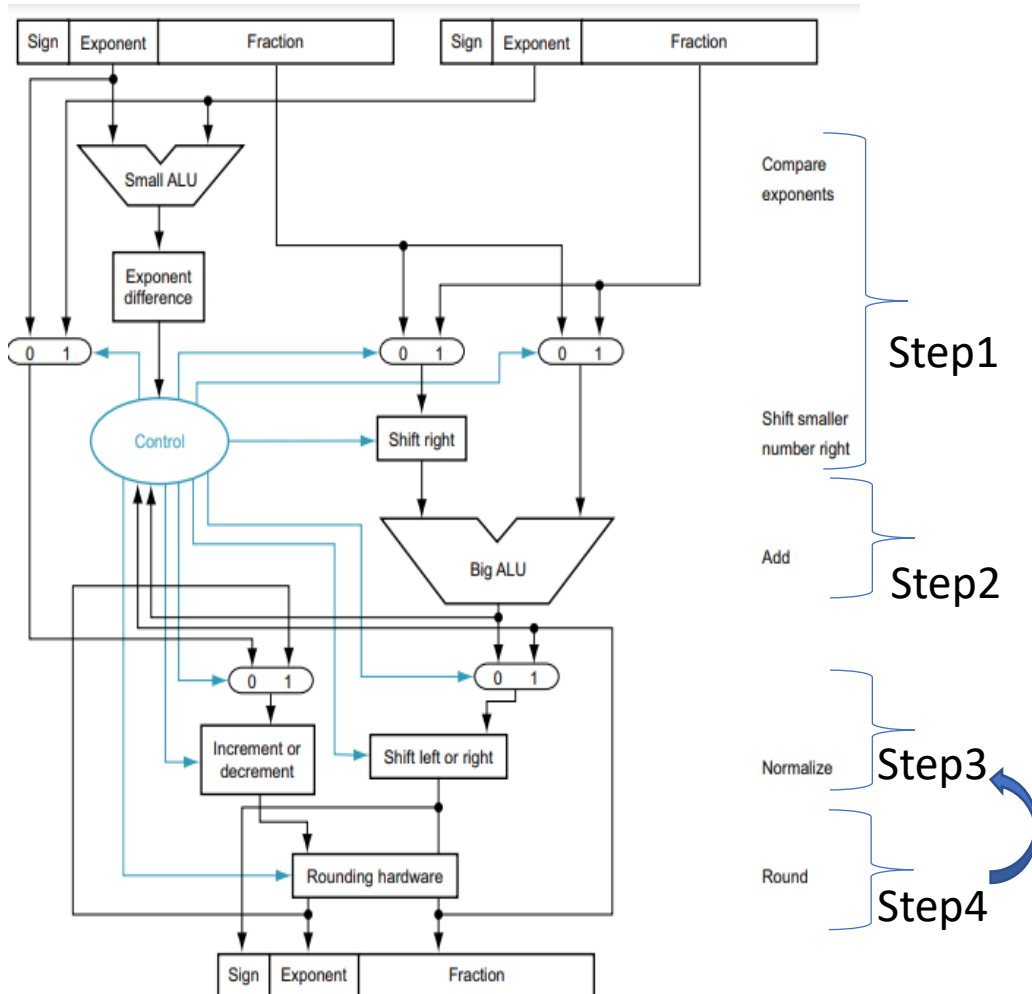 Sign Exponent Fraction Sign Exponent Fraction
Small ALU
Compare
exponents
Exponent
difference
0 1 0 1 0 1
Step1
Control
Shift right
Shift smaller
number right
Big ALU
Add
Step2
0 1 0 1
Increment or
decrement
Shift left or right
Normalize
Step3
Rounding hardware
Round
Step4
Sign Exponent Fraction